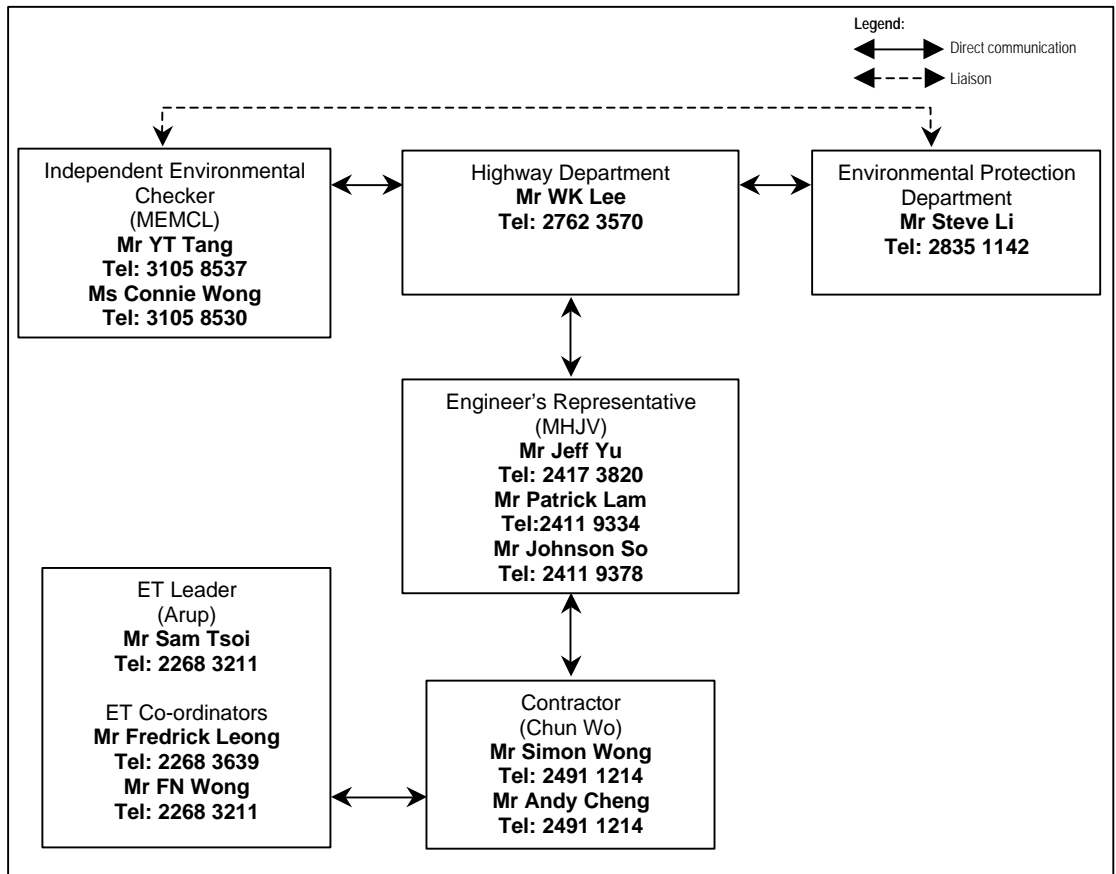 Legend:
Direct communication
Liaison
Independent Environmental
Checker
(MEMCL)
Mr YT Tang
Tel: 3105 8537
Ms Connie Wong
Tel: 3105 8530
Highway Department
Mr WK Lee
Tel: 2762 3570
Environmental Protection
Department
Mr Steve Li
Tel: 2835 1142
Engineer's Representative
(MHJV)
Mr Jeff Yu
Tel: 2417 3820
Mr Patrick Lam
Tel:2411 9334
Mr Johnson So
Tel: 2411 9378
ET Leader
(Arup)
Mr Sam Tsoi
Tel: 2268 3211
ET Co-ordinators
Mr Fredrick Leong
Tel: 2268 3639
Mr FN Wong
Tel: 2268 3211
Contractor
(Chun Wo)
Mr Simon Wong
Tel: 2491 1214
Mr Andy Cheng
Tel: 2491 1214